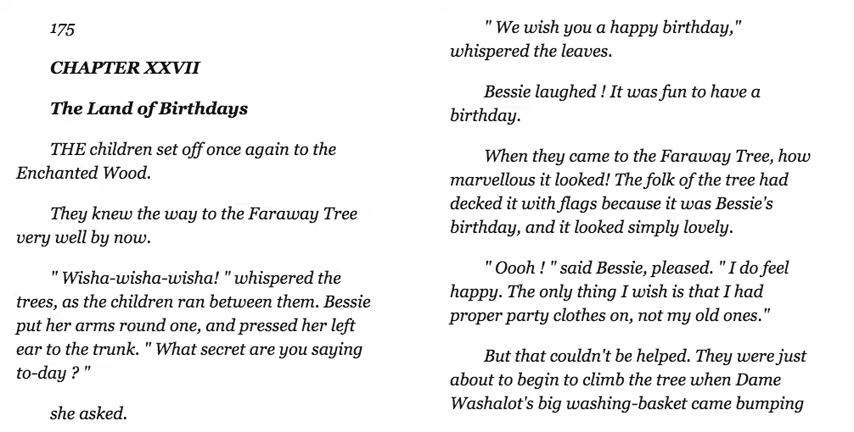 175
CHAPTER XXVII
The Land of Birthdays
THE children set off once again to the
Enchanted Wood.
They knew the way to the Faraway Tree
very well by now.
" Wisha-wisha-wisha! " whispered the
trees, as the children ran between them. Bessie
put her arms round one, and pressed her left
ear to the trunk. " What secret are you saying
to-day ? "
she asked.
" We wish you a happy birthday,"
whispered the leaves.
Bessie laughed ! It was fun to have a
birthday.
When they came to the Faraway Tree, how
marvellous it looked! The folk of the tree had
decked it with flags because it was Bessie's
birthday, and it looked simply lovely.
" Oooh ! " said Bessie, pleased. " I do feel
happy. The only thing I wish is that I had
proper party clothes on, not my old ones."
But that couldn't be helped. They were just
about to begin to climb the tree when Dame
Washalot's big washing-basket came bumping